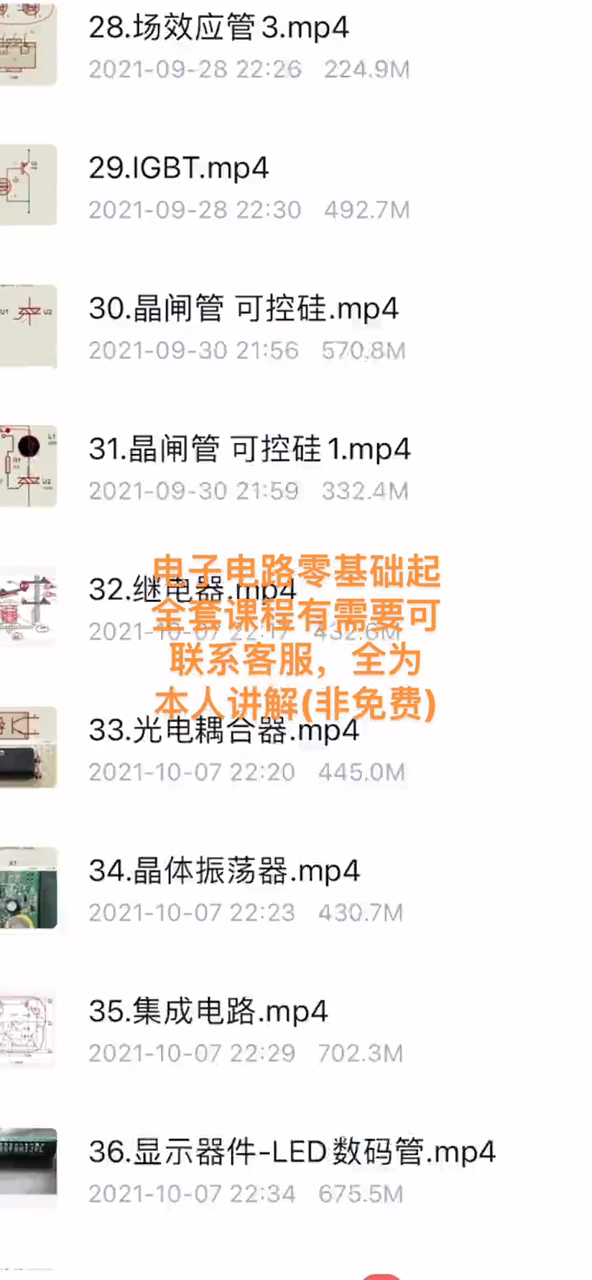 28.场效应管3.mp4
2021-09-28 22:26 224.9M
29.IGBT.mp4
2021-09-28 22:30 492.7M
30.晶闸管 可控硅.mp4
2021-09-30 21:56 570.8M
31.晶闸管 可控硅1.mp4
2021-09-30 21:59 332.4M
电子电路零基础起
32.继电器.mp4
全套课程有需要可
2021-10-07 22:17 432.6M
联系客服，全为
本人讲解(非免费)
33.光电耦合器.mp4
2021-10-07 22:20 445.0M
34.晶体振荡器.mp4
2021-10-07 22:23 430.7M
35.集成电路.mp4
2021-10-07 22:29 702.3M
36.显示器件-LED数码管.mp4
2021-10-07 22:34 675.5M